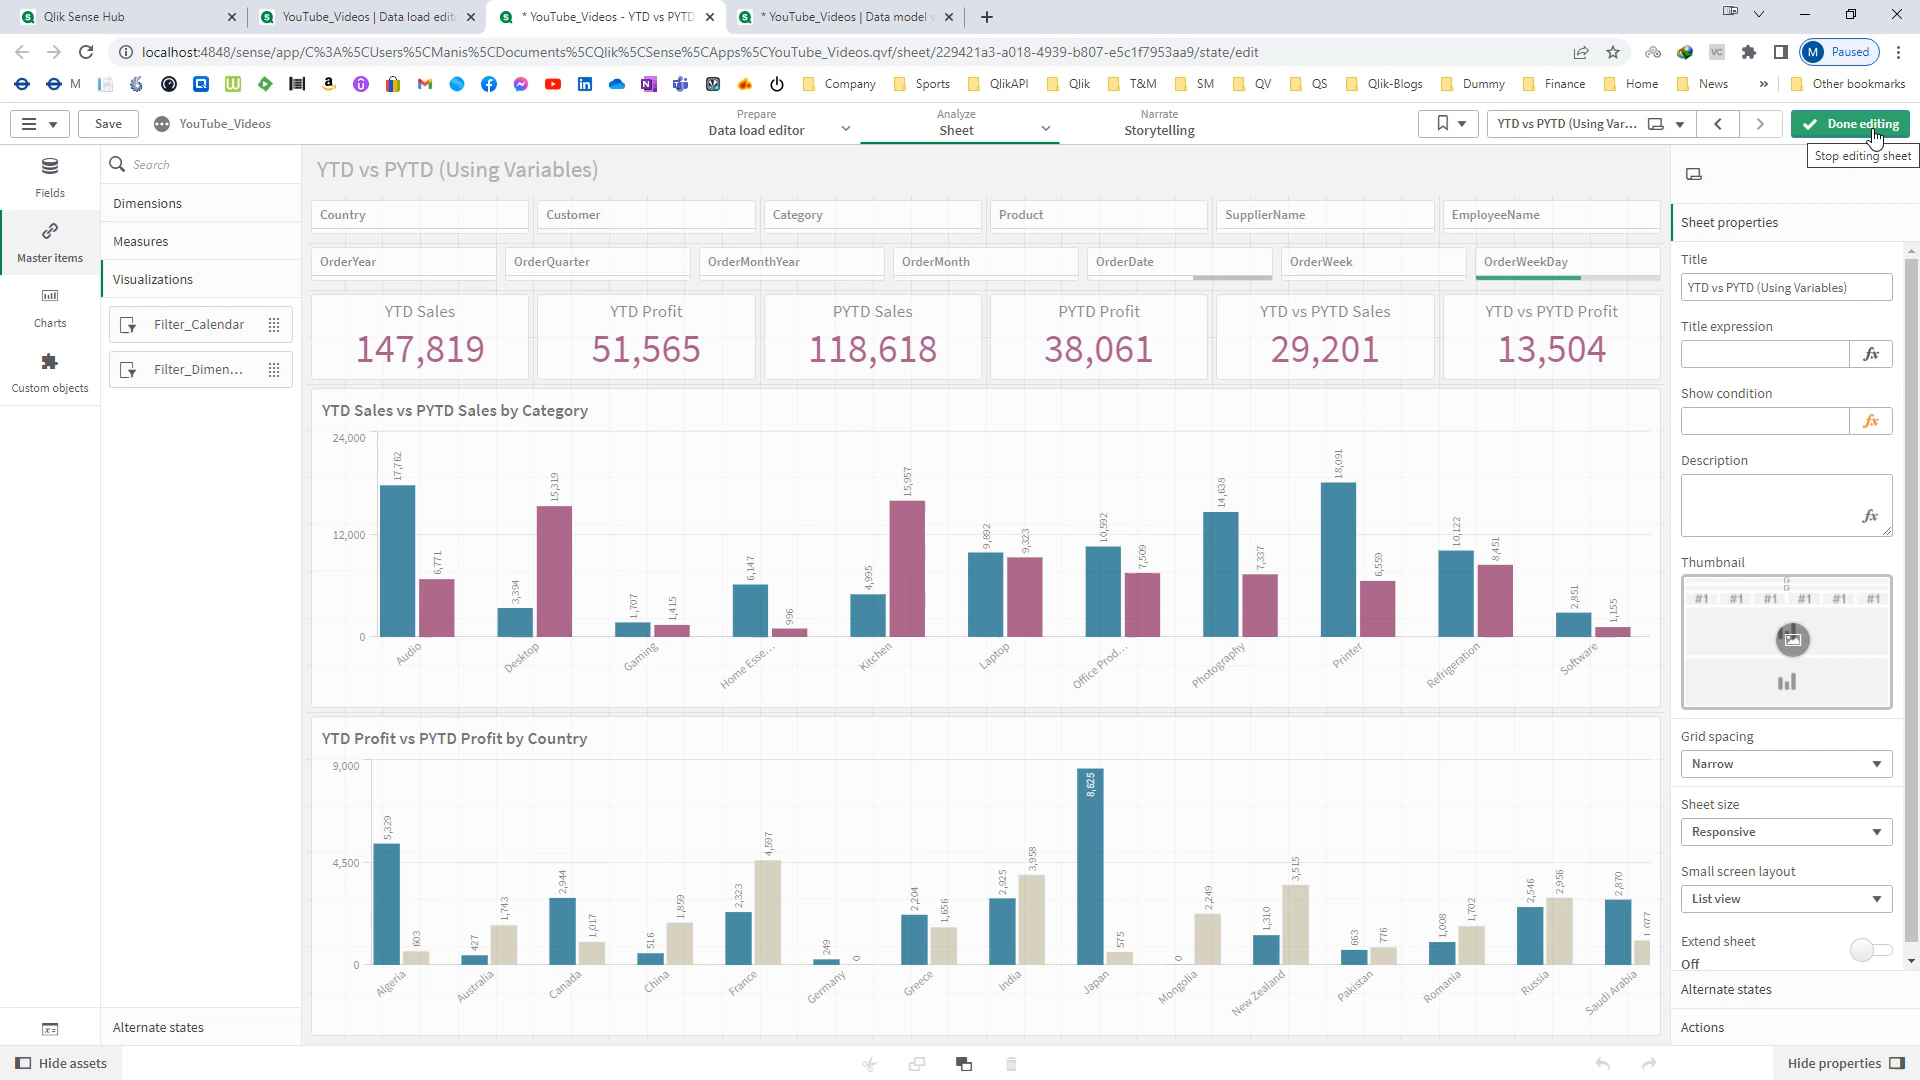 Qlik Sense Hub
YouTube_Videos | Data load edit
* YouTube_Videos - YTD vs PYTD
* YouTube_Videos | Data model v
localhost:4848/sense/app/C%3A%5CUsers%5CManis%5CDocuments%5CQlik%5CSense%5CApps%5CYouTube_Videos.qvf/sheet/229421a3-a018-4939-b807-e5c1f7953aa9/state/edit
VC
M Paused
M
Company
Sports
QlikAPI
Qlik
T&M
SM
QV
QS
Qlik-Blogs
Dummy
Finance
Home
News
»
Other bookmarks
Save
YouTube_Videos
Prepare
Data load editor
Analyze
Sheet
Narrate
Storytelling
YTD vs PYTD (Using Var...
Done editing
Stop editing sheet
Fields
Master items
Charts
Custom objects
Search
Dimensions
Measures
Visualizations
Filter_Calendar
Filter_Dimen...
Alternate states
Hide assets
YTD vs PYTD (Using Variables)
Country
Customer
Category
Product
SupplierName
EmployeeName
OrderYear
OrderQuarter
OrderMonthYear
OrderMonth
OrderDate
OrderWeek
OrderWeekDay
YTD Sales
147,819
YTD Profit
51,565
PYTD Sales
118,618
PYTD Profit
38,061
YTD vs PYTD Sales
29,201
YTD vs PYTD Profit
13,504
YTD Sales vs PYTD Sales by Category
24,000
12,000
0
17,762
6,771
3,394
15,319
1,707
1,415
6,147
996
4,995
15,957
9,892
9,323
10,592
7,509
14,638
7,337
18,091
6,559
10,122
8,451
2,851
1,155
Audio
Desktop
Gaming
Home Esse...
Kitchen
Laptop
Office Prod...
Photography
Printer
Refrigeration
Software
YTD Profit vs PYTD Profit by Country
9,000
4,500
0
5,329
603
427
1,743
2,944
1,017
516
1,859
2,323
4,597
249
0
2,204
1,656
2,925
3,958
8,625
575
0
2,249
1,310
3,515
663
776
1,008
1,702
2,546
2,956
2,870
1,077
Algeria
Australia
Canada
China
France
Germany
Greece
India
Japan
Mongolia
New Zealand
Pakistan
Romania
Russia
Saudi Arabia
Sheet properties
Title
YTD vs PYTD (Using Variables)
Title expression
fx
Show condition
fx
Description
fx
Thumbnail
#1 #1 #1 #1 #1 #1
Grid spacing
Narrow
Sheet size
Responsive
Small screen layout
List view
Extend sheet
Off
Alternate states
Actions
Hide properties